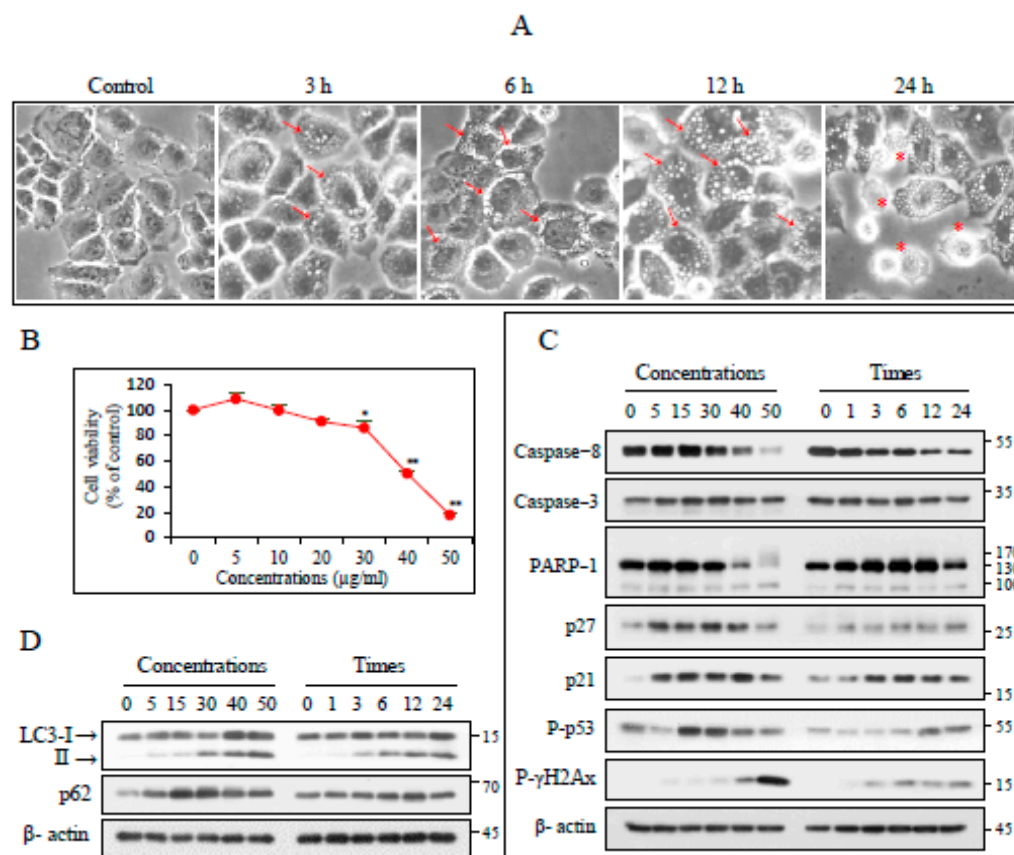 A
Control 3 h 6 h 12 h 24 h
* * * *
B
120
100
80
60
40
20
0
Cell viability
(% of control)
* ** **
0 5 10 20 30 40 50
Concentrations (µg/ml)
C
Concentrations Times
0 5 15 30 40 50 0 1 3 6 12 24
Caspase–8 55
Caspase–3 35
PARP–1 170
130
100
p27 25
p21 15
P-p53 55
P-γH2Ax 15
β- actin 45
D
Concentrations Times
0 5 15 30 40 50 0 1 3 6 12 24
LC3-I→ 15
II →
p62 70
β- actin 45